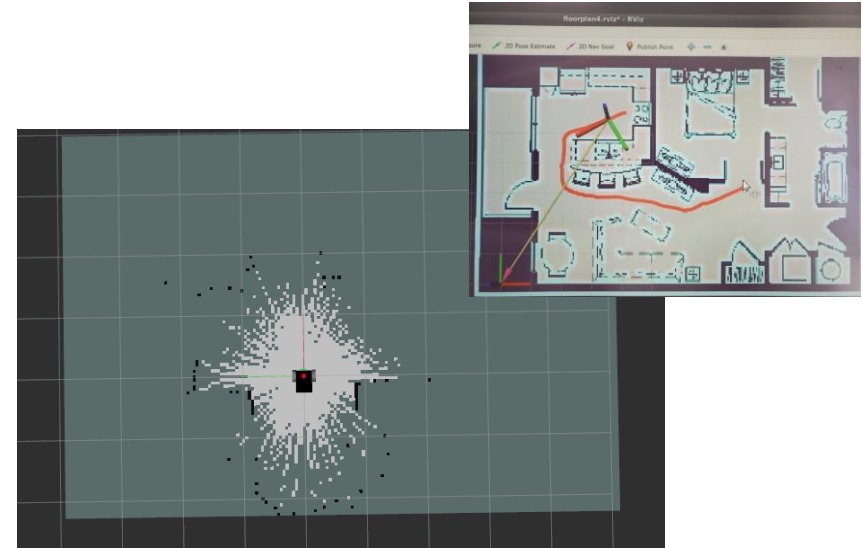 floorplan4.rviz* - RViz
2D Pose Estimate 2D Nav Goal Publish Point